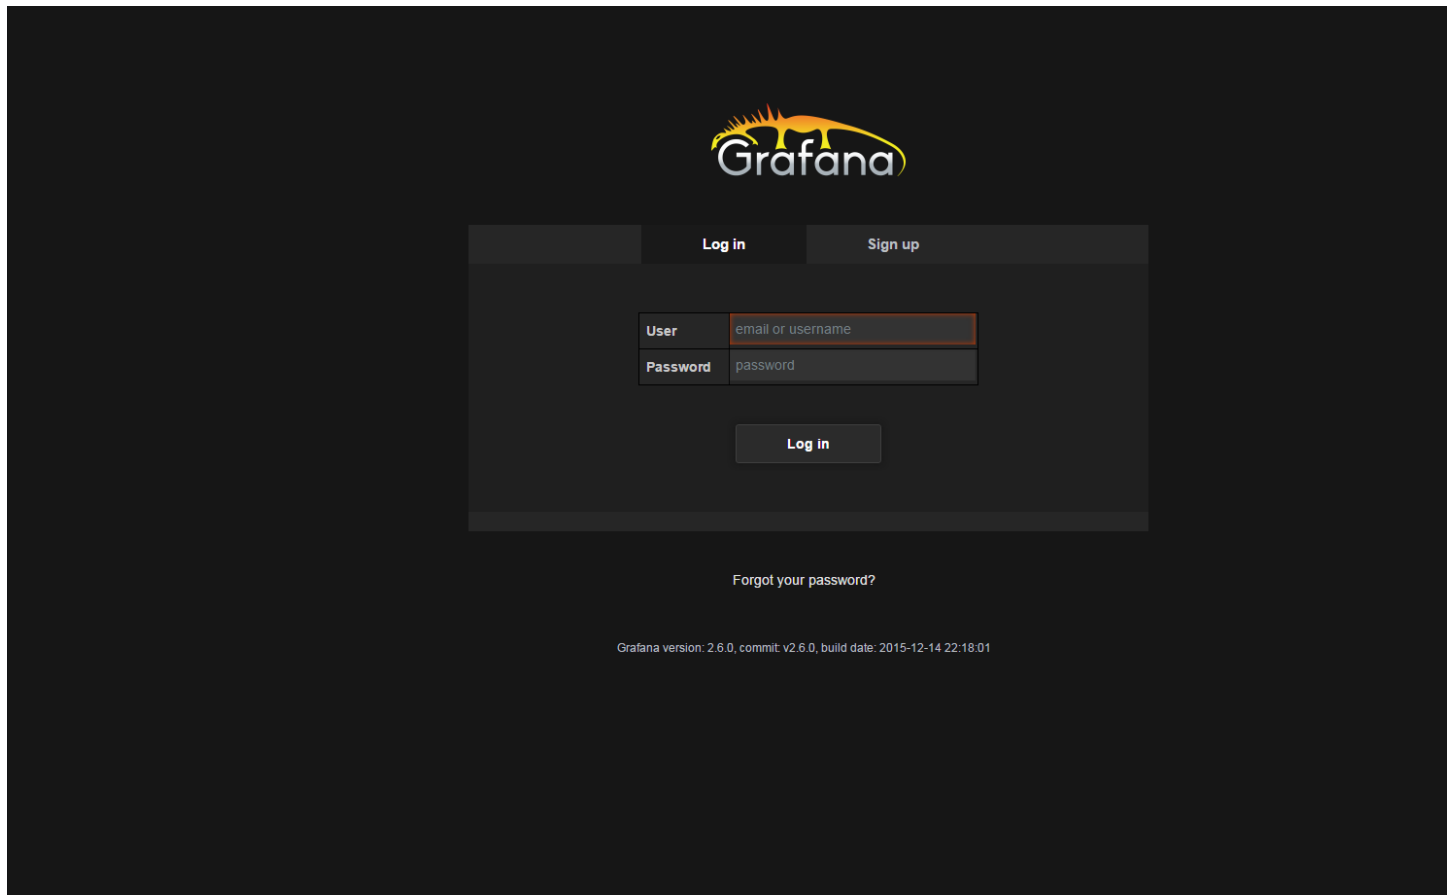 Grafana
Log in Sign up
User email or username
Password password
Log in
Forgot your password?
Grafana version: 2.6.0, commit: v2.6.0, build date: 2015-12-14 22:18:01